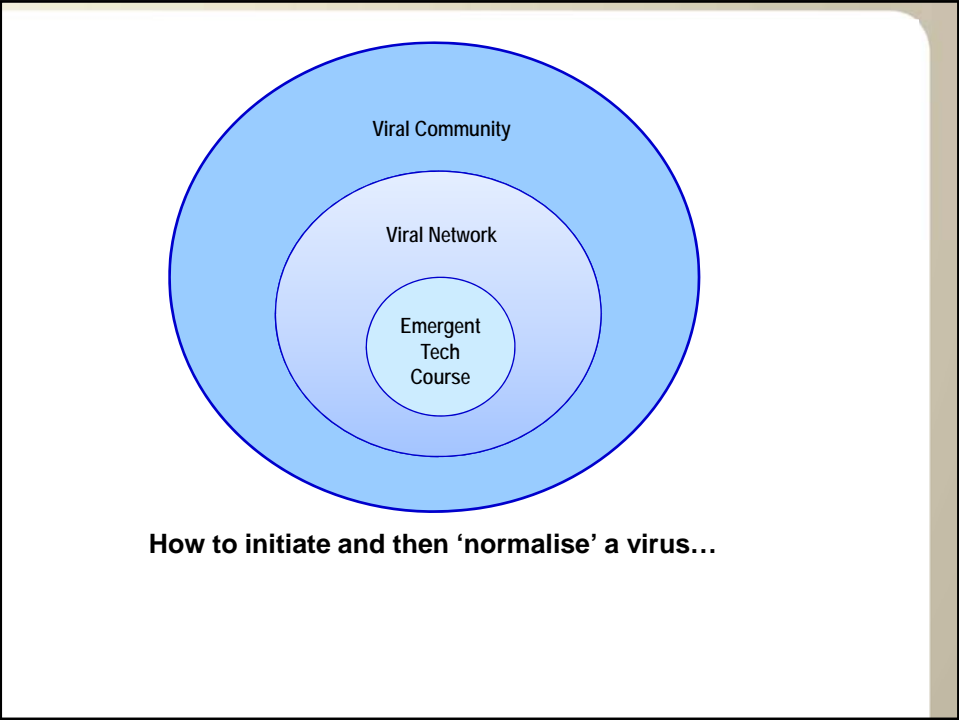 Viral Community
Viral Network
Emergent
Tech
Course
How to initiate and then ‘normalise’ a virus…